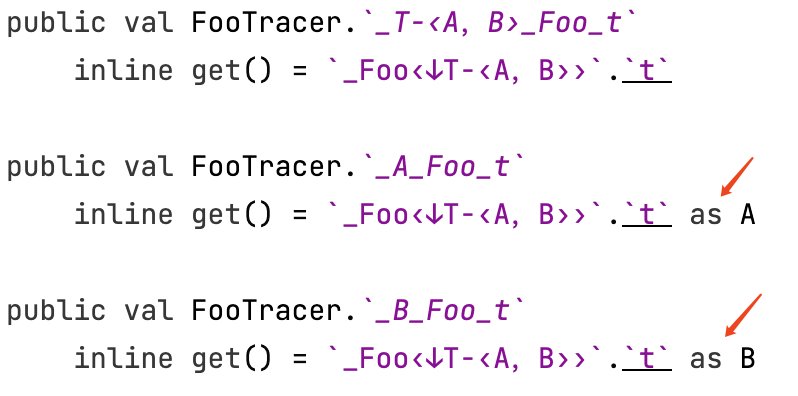 public val FooTracer.`_T-‹A, B›_Foo_t`
inline get() = `_Foo‹↓T-‹A, B››`.`t`
public val FooTracer.`_A_Foo_t`
inline get() = `_Foo‹↓T-‹A, B››`.`t` as A
public val FooTracer.`_B_Foo_t`
inline get() = `_Foo‹↓T-‹A, B››`.`t` as B